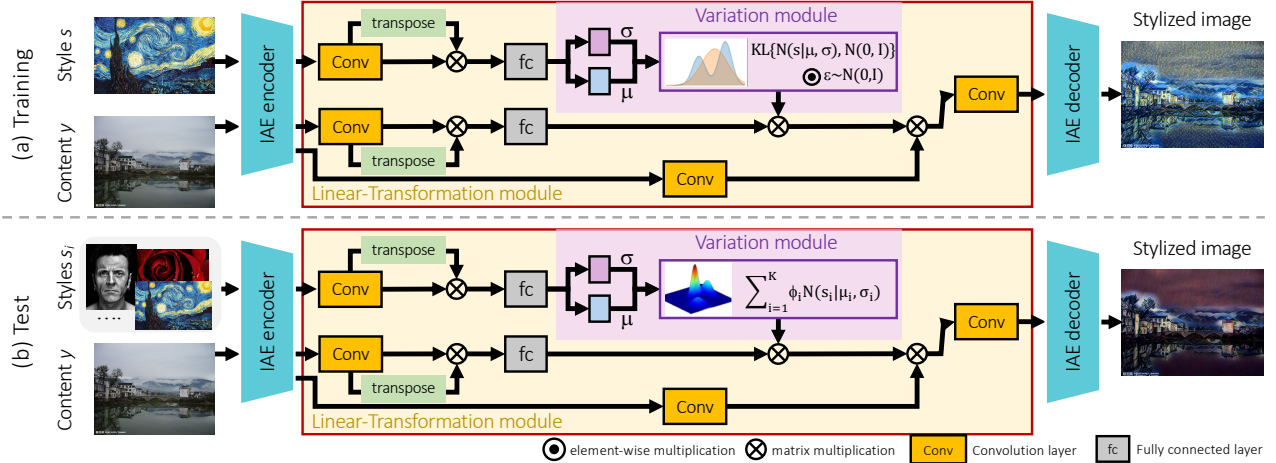 (a) Training
Style s
Content y
IAE encoder
transpose
Conv
fc
σ
μ
Variation module
KL{N(s|μ, σ), N(0, I)}
ε~N(0,I)
Conv
transpose
fc
Conv
Conv
Linear-Transformation module
IAE decoder
Stylized image
(b) Test
Styles s_i
....
Content y
IAE encoder
transpose
Conv
fc
σ
μ
Variation module
∑_{i=1}^{K} ϕ_i N(s_i|μ_i, σ_i)
Conv
transpose
fc
Conv
Conv
Linear-Transformation module
IAE decoder
Stylized image
element-wise multiplication
matrix multiplication
Conv Convolution layer
fc Fully connected layer